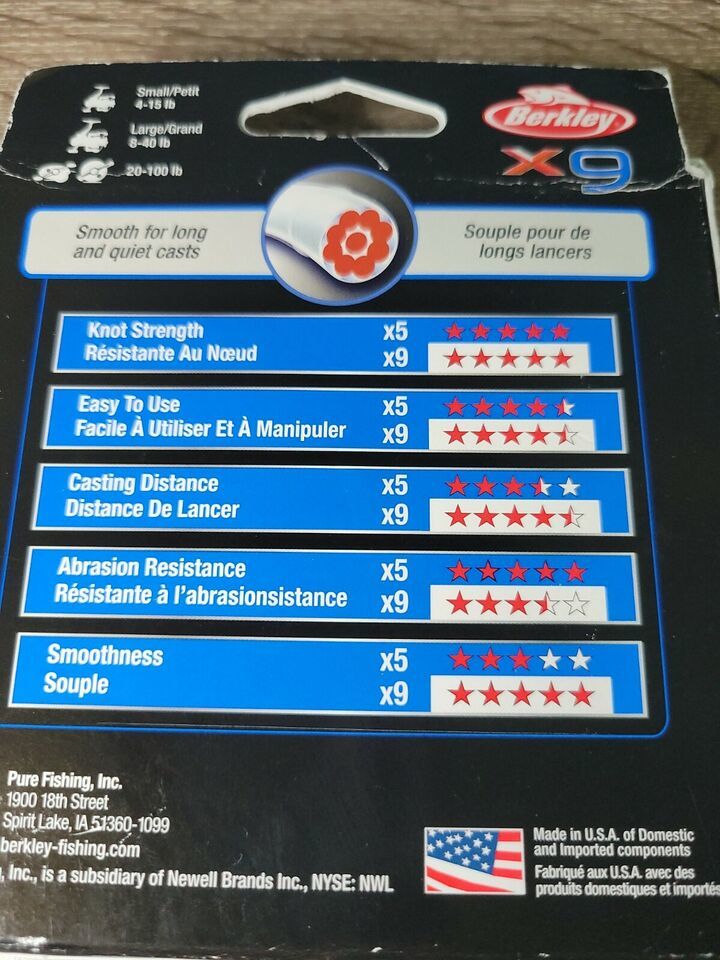 Small/Petit
4-15 lb
Large/Grand
8-40 lb
20-100 lb
Berkley
x9
Smooth for long
and quiet casts
Souple pour de
longs lancers
Knot Strength x5
Résistante Au Nœud x9
Easy To Use x5
Facile À Utiliser Et À Manipuler x9
Casting Distance x5
Distance De Lancer x9
Abrasion Resistance x5
Résistante à l'abrasionsistance x9
Smoothness x5
Souple x9
Pure Fishing, Inc.
1900 18th Street
Spirit Lake, IA 51360-1099
berkley-fishing.com
, Inc., is a subsidiary of Newell Brands Inc., NYSE: NWL
Made in U.S.A. of Domestic
and Imported components
Fabriqué aux U.S.A. avec des
produits domestiques et importés